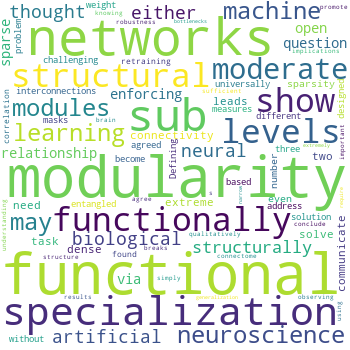 thought weight knowing robustness either machine implications bottlenecks
sparse problem networks retraining open
challenging universally sparsity question
structural moderate
interconnections enforcing leads measures designed
correlation modules masks brain sub show
learning agreed different sufficient important extremely
connectivity three
relationship Defining neural levels two
become number
modularity
understanding need entangled based even solution
may functionally communicate
task extreme address solve
biological structurally
dense qualitatively connectome narrow
via agree breaks conclude
functional
structure found simply
specialization
results observing
artificial neuroscience using
without promote